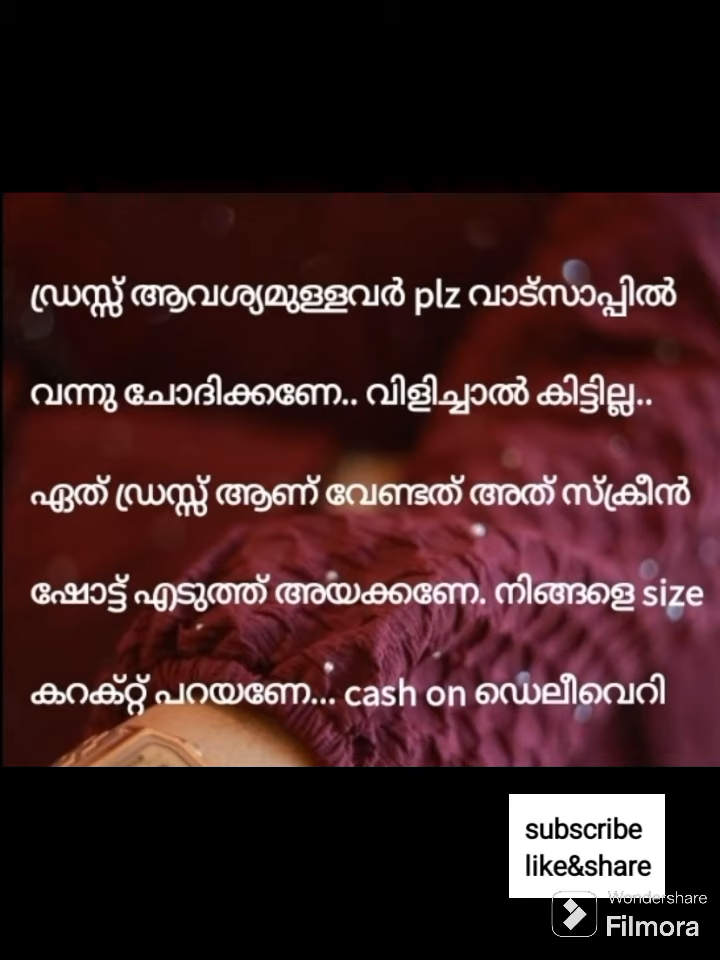 ഡ്രസ്സ് ആവശ്യമുള്ളവർ plz വാട്സാപ്പിൽ
വന്നു ചോദിക്കണേ.. വിളിച്ചാൽ കിട്ടില്ല..
ഏത് ഡ്രസ്സ് ആണ് വേണ്ടത് അത് സ്ക്രീൻ
ഷോട്ട് എടുത്ത് അയക്കണേ. നിങ്ങളെ size
കറക്റ്റ് പറയണേ... cash on ഡെലീവെറി
subscribe
like&share
Wondershare
Filmora